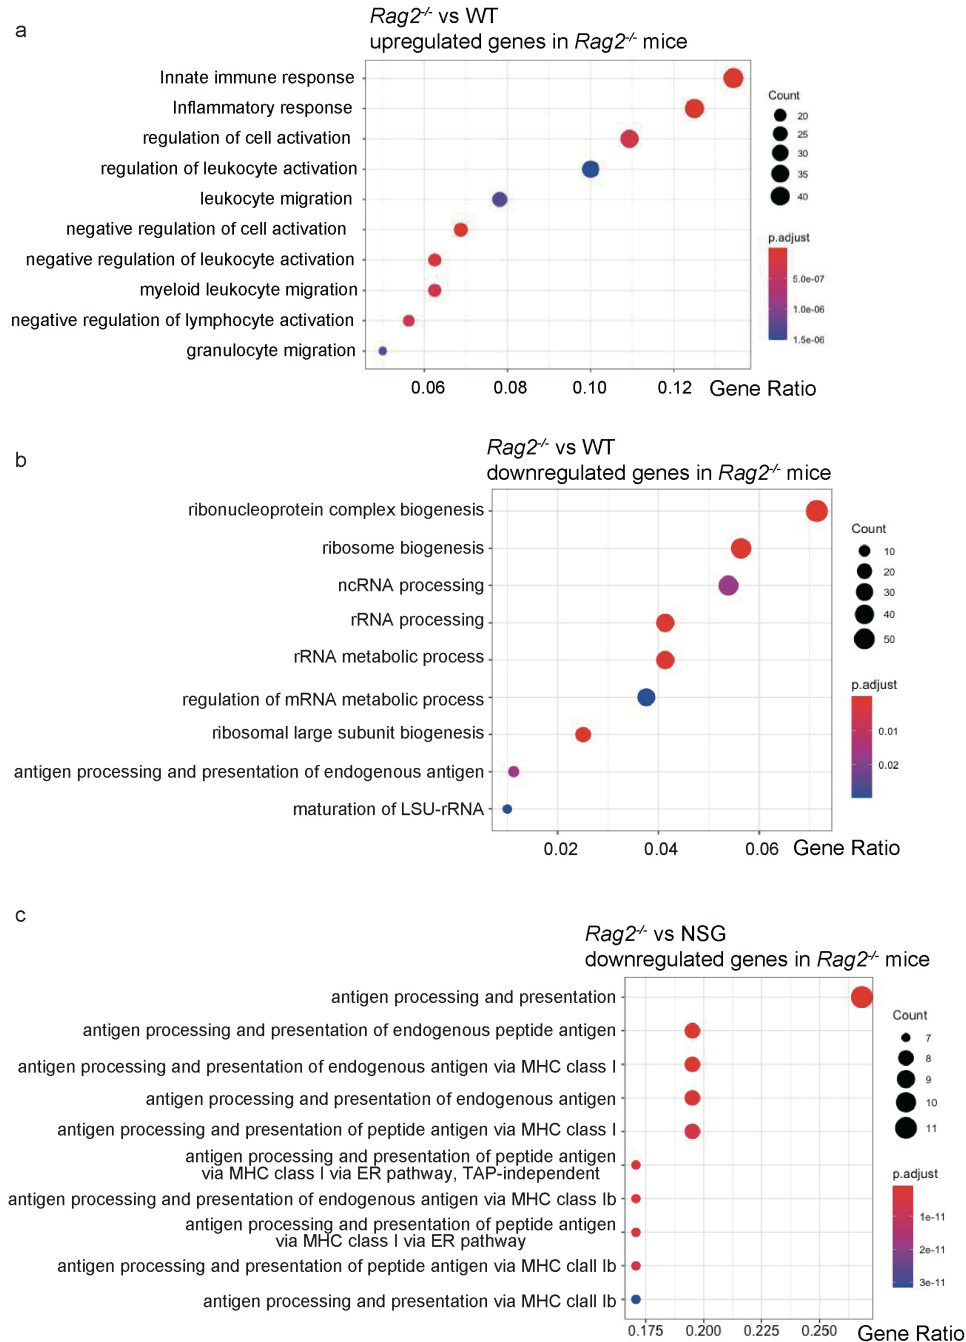 a
Rag2-/- vs WT
upregulated genes in Rag2-/- mice
Innate immune response
Inflammatory response
regulation of cell activation
regulation of leukocyte activation
leukocyte migration
negative regulation of cell activation
negative regulation of leukocyte activation
myeloid leukocyte migration
negative regulation of lymphocyte activation
granulocyte migration
0.06 0.08 0.10 0.12 Gene Ratio
Count
20
25
30
35
40
p.adjust
5.0e-07
1.0e-06
1.5e-06
b
Rag2-/- vs WT
downregulated genes in Rag2-/- mice
ribonucleoprotein complex biogenesis
ribosome biogenesis
ncRNA processing
rRNA processing
rRNA metabolic process
regulation of mRNA metabolic process
ribosomal large subunit biogenesis
antigen processing and presentation of endogenous antigen
maturation of LSU-rRNA
0.02 0.04 0.06 Gene Ratio
Count
10
20
30
40
50
p.adjust
0.01
0.02
c
Rag2-/- vs NSG
downregulated genes in Rag2-/- mice
antigen processing and presentation
antigen processing and presentation of endogenous peptide antigen
antigen processing and presentation of endogenous antigen via MHC class I
antigen processing and presentation of endogenous antigen
antigen processing and presentation of peptide antigen via MHC class I
antigen processing and presentation of peptide antigen
via MHC class I via ER pathway, TAP-independent
antigen processing and presentation of endogenous antigen via MHC class Ib
antigen processing and presentation of peptide antigen
via MHC class I via ER pathway
antigen processing and presentation of peptide antigen via MHC clall Ib
antigen processing and presentation via MHC clall Ib
0.175 0.200 0.225 0.250 Gene Ratio
Count
7
8
9
10
11
p.adjust
1e-11
2e-11
3e-11